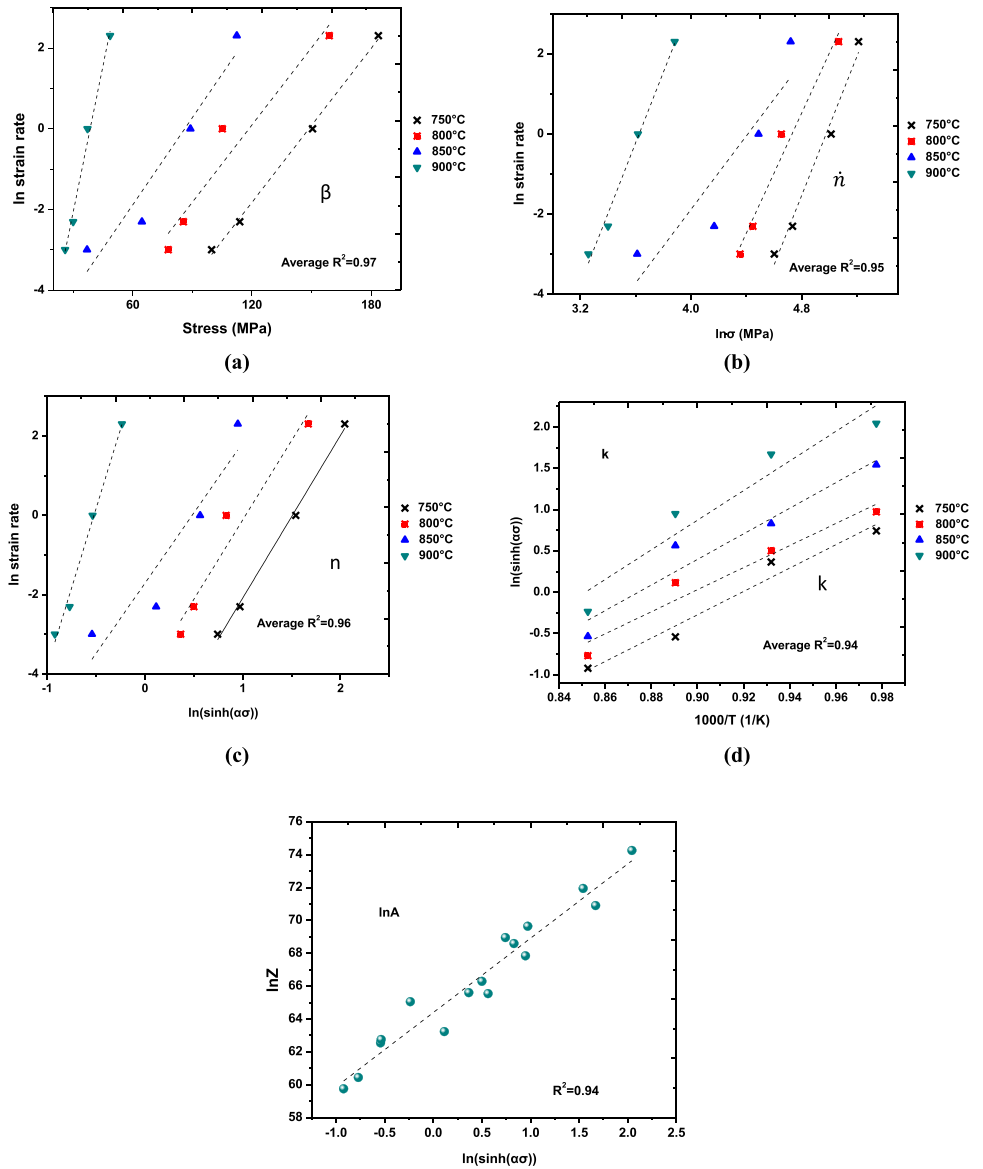 2
0
-2
-4
60
120
180
ln strain rate
Stress (MPa)
β
Average R²=0.97
750°C
800°C
850°C
900°C
(a)
2
0
-2
-4
3.2
4.0
4.8
ln strain rate
ln·σ (MPa)
ṅ
Average R²=0.95
750°C
800°C
850°C
900°C
(b)
2
0
-2
-4
-1
0
1
2
ln strain rate
ln(sinh(ασ))
n
Average R²=0.96
750°C
800°C
850°C
900°C
(c)
2.0
1.5
1.0
0.5
0.0
-0.5
-1.0
0.84
0.86
0.88
0.90
0.92
0.94
0.96
0.98
ln(sinh(ασ))
1000/T (1/K)
k
k
Average R²=0.94
750°C
800°C
850°C
900°C
(d)
76
74
72
70
68
66
64
62
60
58
-1.0
-0.5
0.0
0.5
1.0
1.5
2.0
2.5
lnZ
ln(sinh(ασ))
lnA
R²=0.94